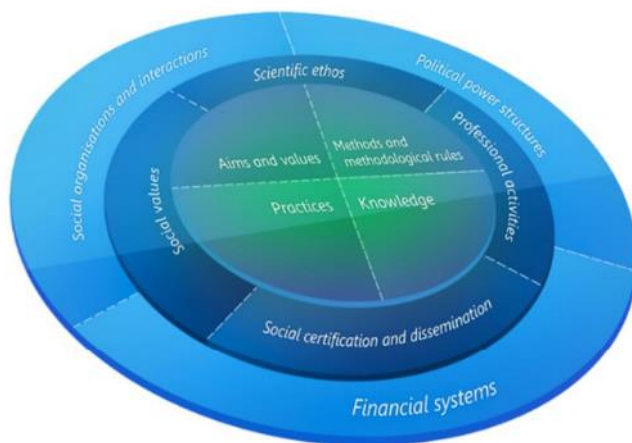 Social organisations and interactions
Political power structures
Scientific ethos
Social values
Professional activities
Aims and values
Methods and
methodological rules
Practices
Knowledge
Social certification and dissemination
Financial systems